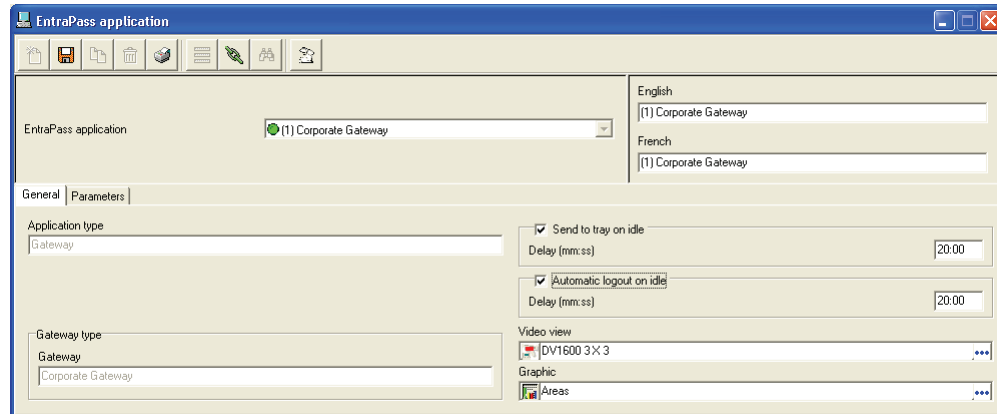 EntraPass application
EntraPass application
(1) Corporate Gateway
English
(1) Corporate Gateway
French
(1) Corporate Gateway
General
Parameters
Application type
Gateway
Send to tray on idle
Delay (mm:ss)
20:00
Automatic logout on idle
Delay (mm:ss)
20:00
Gateway type
Gateway
Corporate Gateway
Video view
DV1600 3 X 3
Graphic
Areas